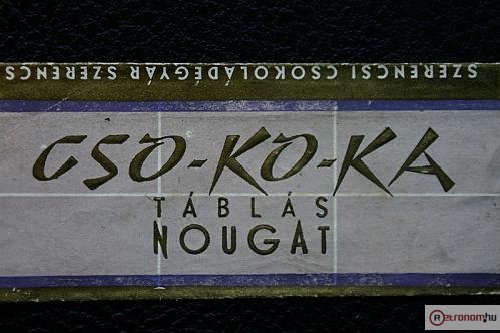 SZERENCSI CSOKOLÁDÉGYÁR SZERENCS
CSO-KO-KA
TÁBLÁS
NOUGAT
Retronom.hu